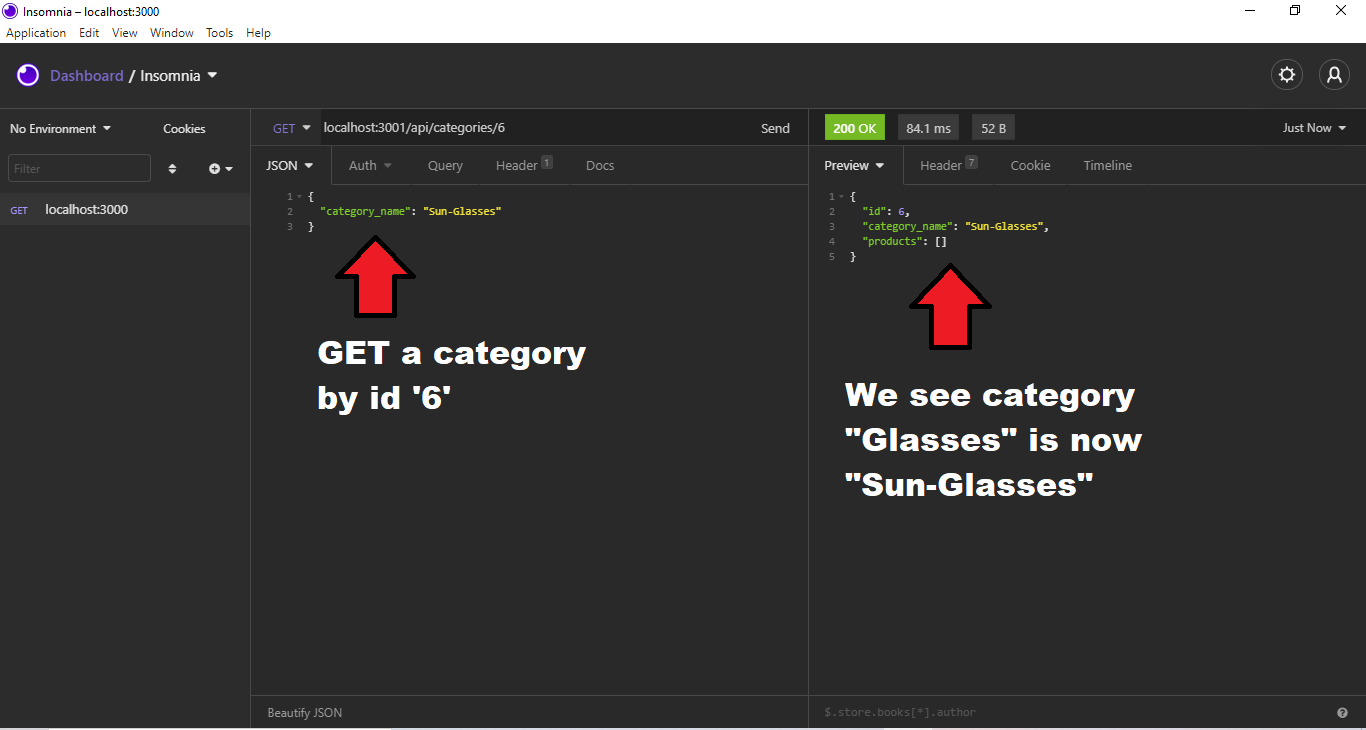 Insomnia – localhost:3000
Application Edit View Window Tools Help
Dashboard / Insomnia
No Environment Cookies
GET localhost:3001/api/categories/6 Send
200 OK 84.1 ms 52 B Just Now
Filter
JSON Auth Query Header 1 Docs
Preview Header 7 Cookie Timeline
GET localhost:3000
1 {
2 "category_name": "Sun-Glasses"
3 }
1 {
2 "id": 6,
3 "category_name": "Sun-Glasses",
4 "products": []
5 }
GET a category
by id '6'
We see category
"Glasses" is now
"Sun-Glasses"
Beautify JSON
$.store.books[*].author